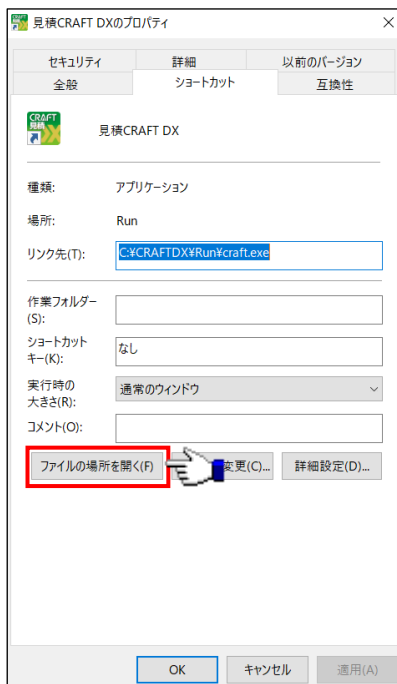 見積CRAFT DXのプロパティ
セキュリティ 詳細 以前のバージョン
全般 ショートカット 互換性
CRAFT
見積
見積CRAFT DX
種類: アプリケーション
場所: Run
リンク先(T): C:¥CRAFTDX¥Run¥craft.exe
作業フォルダー
(S):
ショートカット
キー(K): なし
実行時の
大きさ(R): 通常のウィンドウ
コメント(O):
ファイルの場所を開く(F) 変更(C)... 詳細設定(D)...
OK キャンセル 適用(A)